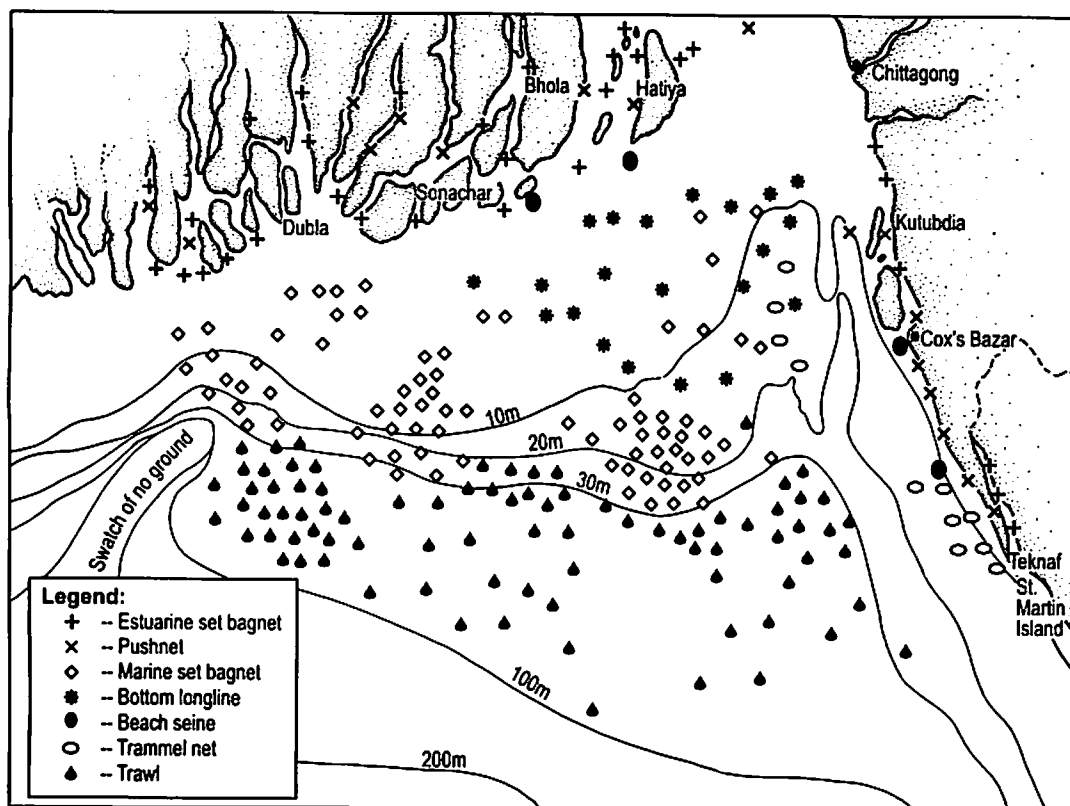 Chittagong
Bhola
Hatiya
Sonachar
Dubla
Kutubdia
Cox's Bazar
10m
20m
30m
Swatch of no ground
Teknaf
St.
Martin
Island
100m
200m
Legend:
+ -- Estuarine set bagnet
× -- Pushnet
◇ -- Marine set bagnet
✱ -- Bottom longline
● -- Beach seine
○ -- Trammel net
▲ -- Trawl